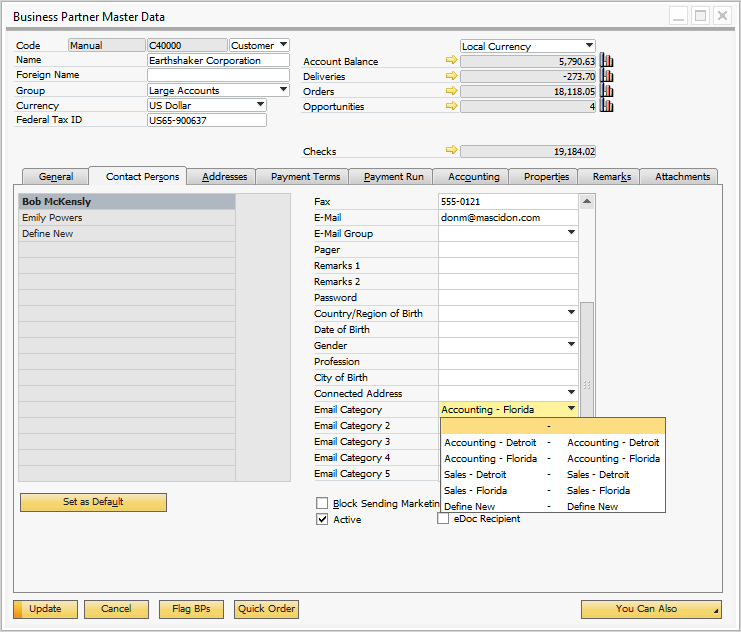 Business Partner Master Data
Code Manual C40000 Customer Local Currency
Name Earthshaker Corporation Account Balance 5,790.63
Foreign Name Deliveries -273.70
Group Large Accounts Orders 18,118.05
Currency US Dollar Opportunities 4
Federal Tax ID US65-900637
Checks 19,184.02
General Contact Persons Addresses Payment Terms Payment Run Accounting Properties Remarks Attachments
Bob McKensly
Emily Powers
Define New
Fax 555-0121
E-Mail donm@mascidon.com
E-Mail Group
Pager
Remarks 1
Remarks 2
Password
Country/Region of Birth
Date of Birth
Gender
Profession
City of Birth
Connected Address
Email Category Accounting - Florida
Email Category 2 -
Email Category 3 Accounting - Detroit - Accounting - Detroit
Email Category 4 Accounting - Florida - Accounting - Florida
Email Category 5 Sales - Detroit - Sales - Detroit
Sales - Florida - Sales - Florida
Set as Default Block Sending Marketin Define New - Define New
Active eDoc Recipient
Update Cancel Flag BPs Quick Order You Can Also